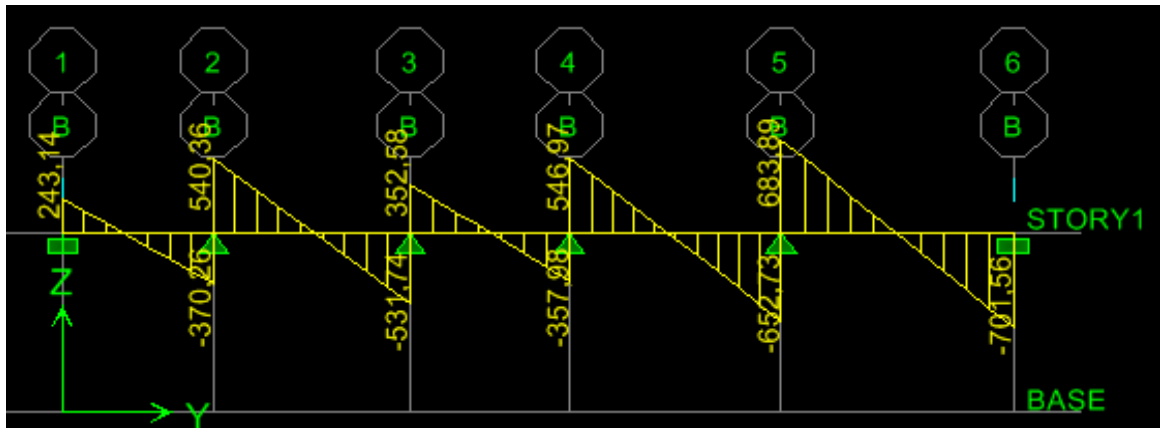 1 2 3 4 5 6
B B B B B B
243,14 540,36 352,58 546,97 683,89
STORY1
-370,26 -531,74 -357,98 -652,73 -701,56
Z
Y
BASE